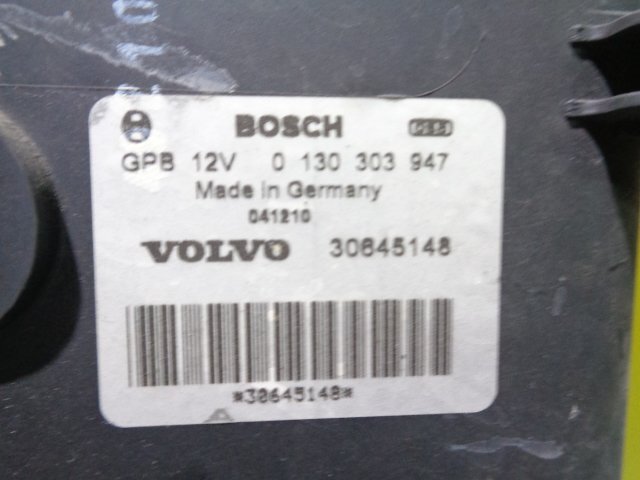 BOSCH
GPB 12V 0 130 303 947
Made in Germany
041210
VOLVO 30645148
*30645148*